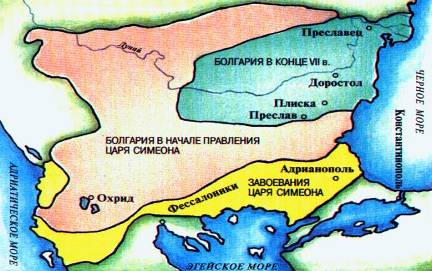 Преславец
Дунай
БОЛГАРИЯ В КОНЦЕ VII в.
Доростол
Плиска
Преслав
ЧЕРНОЕ МОРЕ
Константинополь
БОЛГАРИЯ В НАЧАЛЕ ПРАВЛЕНИЯ
ЦАРЯ СИМЕОНА
Адрианополь
ЗАВОЕВАНИЯ
ЦАРЯ СИМЕОНА
Фессалоники
Охрид
АДРИАТИЧЕСКОЕ МОРЕ
ЭГЕЙСКОЕ МОРЕ